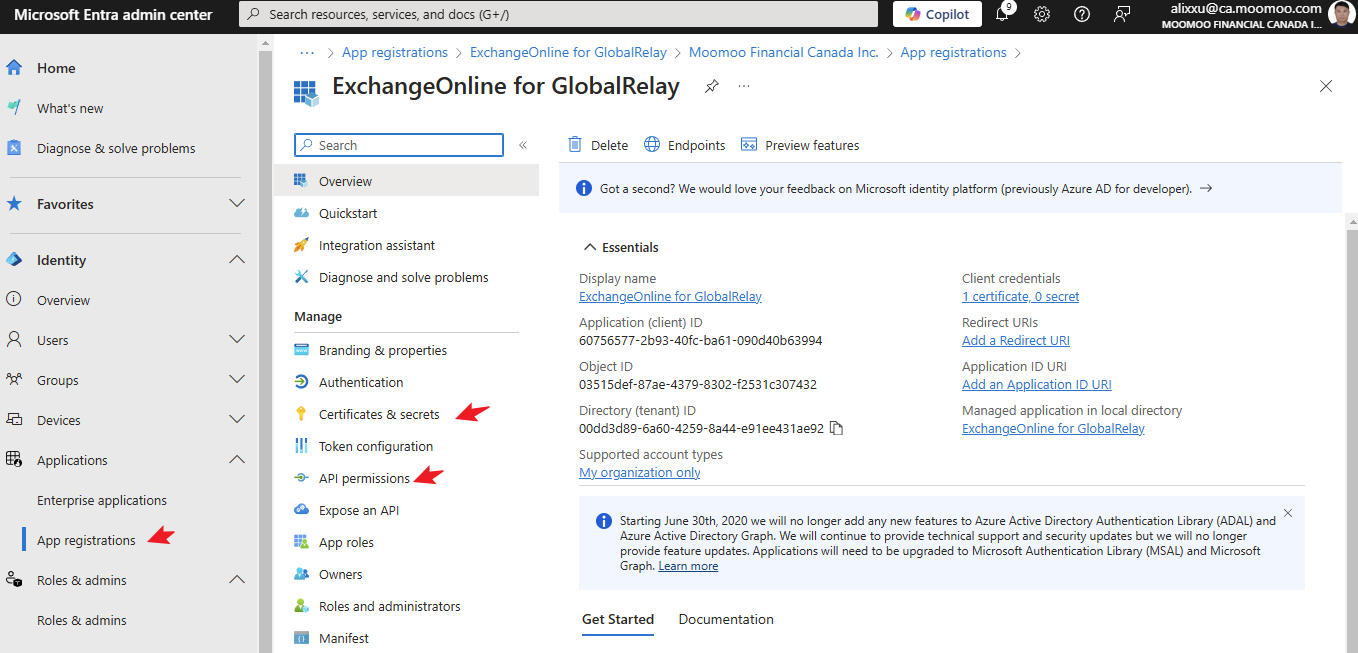 Microsoft Entra admin center
Search resources, services, and docs (G+/)
Copilot
9
alixxu@ca.moomoo.com
MOOMOO FINANCIAL CANADA I...
Home
What's new
Diagnose & solve problems
Favorites
Identity
Overview
Users
Groups
Devices
Applications
Enterprise applications
App registrations
Roles & admins
Roles & admins
... > App registrations > ExchangeOnline for GlobalRelay > Moomoo Financial Canada Inc. > App registrations >
ExchangeOnline for GlobalRelay ...
Search «
Overview
Quickstart
Integration assistant
Diagnose and solve problems
Manage
Branding & properties
Authentication
Certificates & secrets
Token configuration
API permissions
Expose an API
App roles
Owners
Roles and administrators
Manifest
Delete Endpoints Preview features
Got a second? We would love your feedback on Microsoft identity platform (previously Azure AD for developer). →
Essentials
Display name
ExchangeOnline for GlobalRelay
Application (client) ID
60756577-2b93-40fc-ba61-090d40b63994
Object ID
03515def-87ae-4379-8302-f2531c307432
Directory (tenant) ID
00dd3d89-6a60-4259-8a44-e91ee431ae92
Supported account types
My organization only
Client credentials
1 certificate, 0 secret
Redirect URIs
Add a Redirect URI
Application ID URI
Add an Application ID URI
Managed application in local directory
ExchangeOnline for GlobalRelay
Starting June 30th, 2020 we will no longer add any new features to Azure Active Directory Authentication Library (ADAL) and
Azure Active Directory Graph. We will continue to provide technical support and security updates but we will no longer
provide feature updates. Applications will need to be upgraded to Microsoft Authentication Library (MSAL) and Microsoft
Graph. Learn more
Get Started Documentation